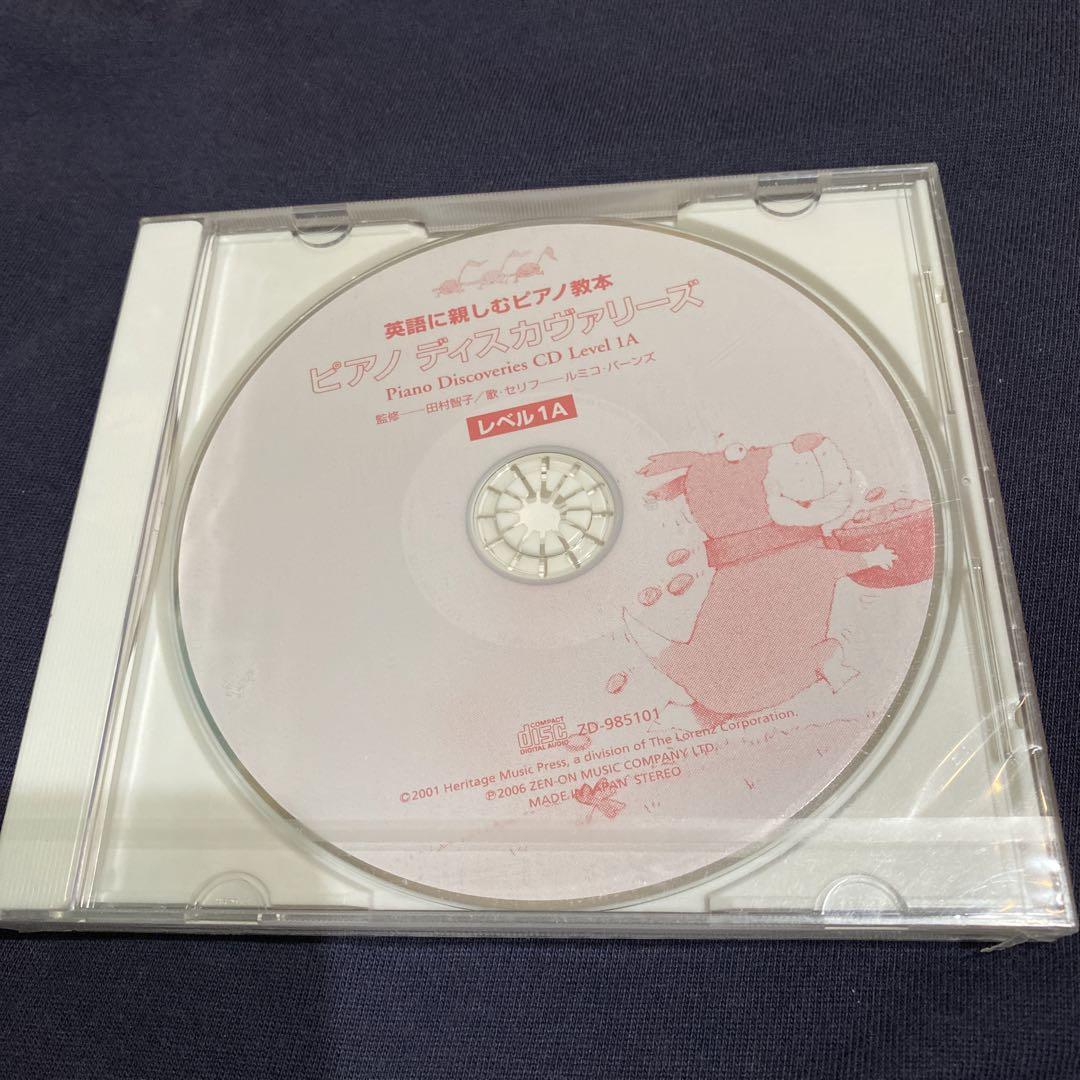 英語に親しむピアノ教本
ピアノ ディスカヴァリーズ
Piano Discoveries CD Level 1A
監修──田村智子／歌・セリフ──ルミコ・バーンズ
レベル1A
COMPACT
disc
DIGITAL AUDIO
ZD-985101
©2001 Heritage Music Press, a division of The Lorenz Corporation.
℗2006 ZEN-ON MUSIC COMPANY LTD.
MADE IN JAPAN STEREO